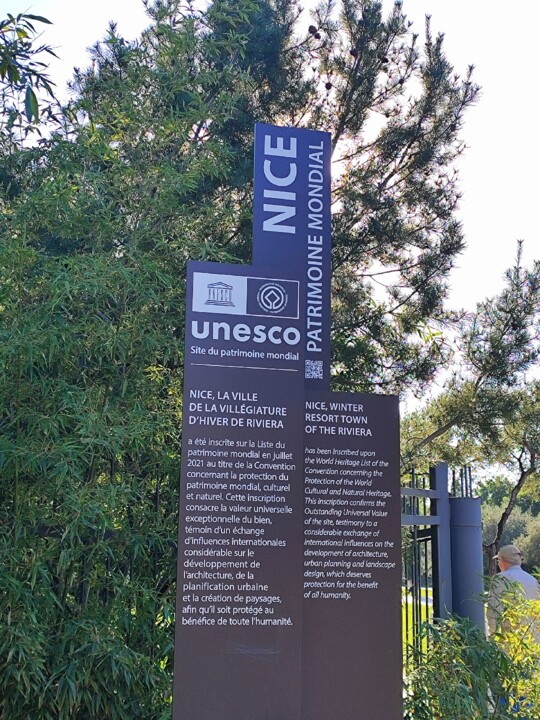 NICE
PATRIMOINE MONDIAL
unesco
Site du patrimoine mondial
NICE, LA VILLE
DE LA VILLÉGIATURE
D'HIVER DE RIVIERA
a été inscrite sur la Liste du
patrimoine mondial en juillet
2021 au titre de la Convention
concernant la protection du
patrimoine mondial, culturel
et naturel. Cette inscription
consacre la valeur universelle
exceptionnelle du bien,
témoin d'un échange
d'influences internationales
considérable sur le
développement de
l'architecture, de la
planification urbaine
et la création de paysages,
afin qu'il soit protégé au
bénéfice de toute l'humanité.
NICE, WINTER
RESORT TOWN
OF THE RIVIERA
has been Inscribed upon
the World Heritage List of the
Convention concerning the
Protection of the World
Cultural and Natural Heritage.
This inscription confirms the
Outstanding Universal Value
of the site, testimony to a
considerable exchange of
international influences on the
development of architecture,
urban planning and landscape
design, which deserves
protection for the benefit
of all humanity.